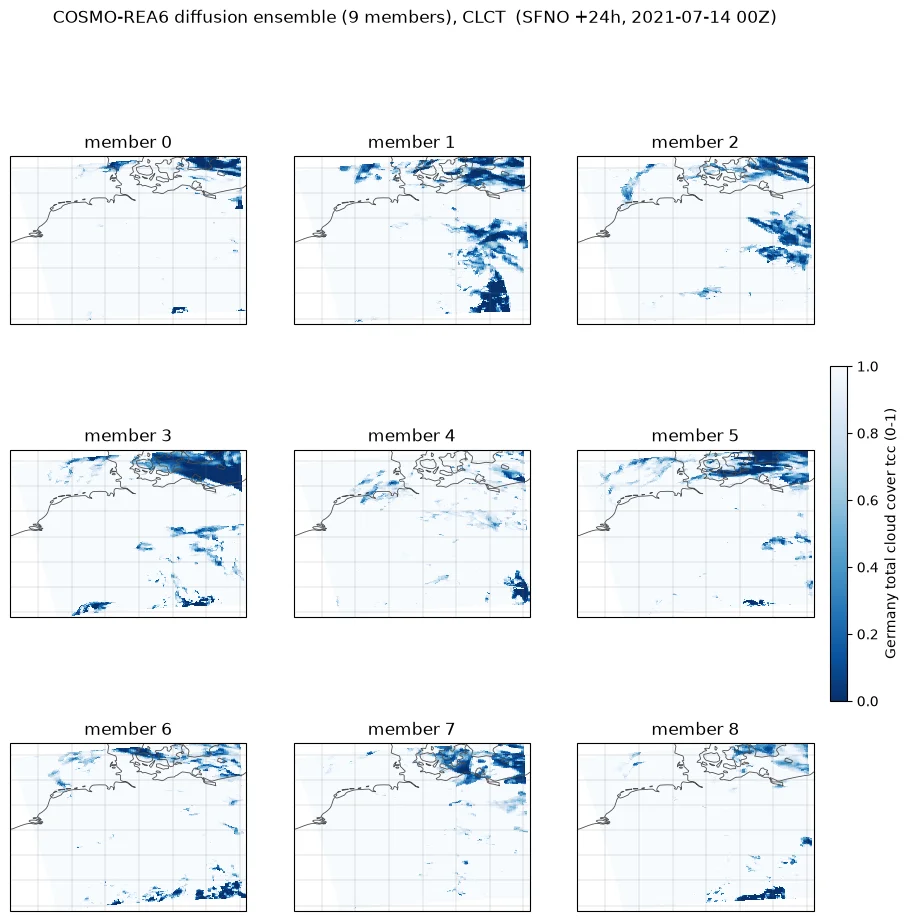 COSMO-REA6 diffusion ensemble (9 members), CLCT (SFNO +24h, 2021-07-14 00Z)
member 0
member 1
member 2
member 3
member 4
member 5
1.0
0.8
0.6
0.4
0.2
0.0
Germany total cloud cover tcc (0-1)
member 6
member 7
member 8